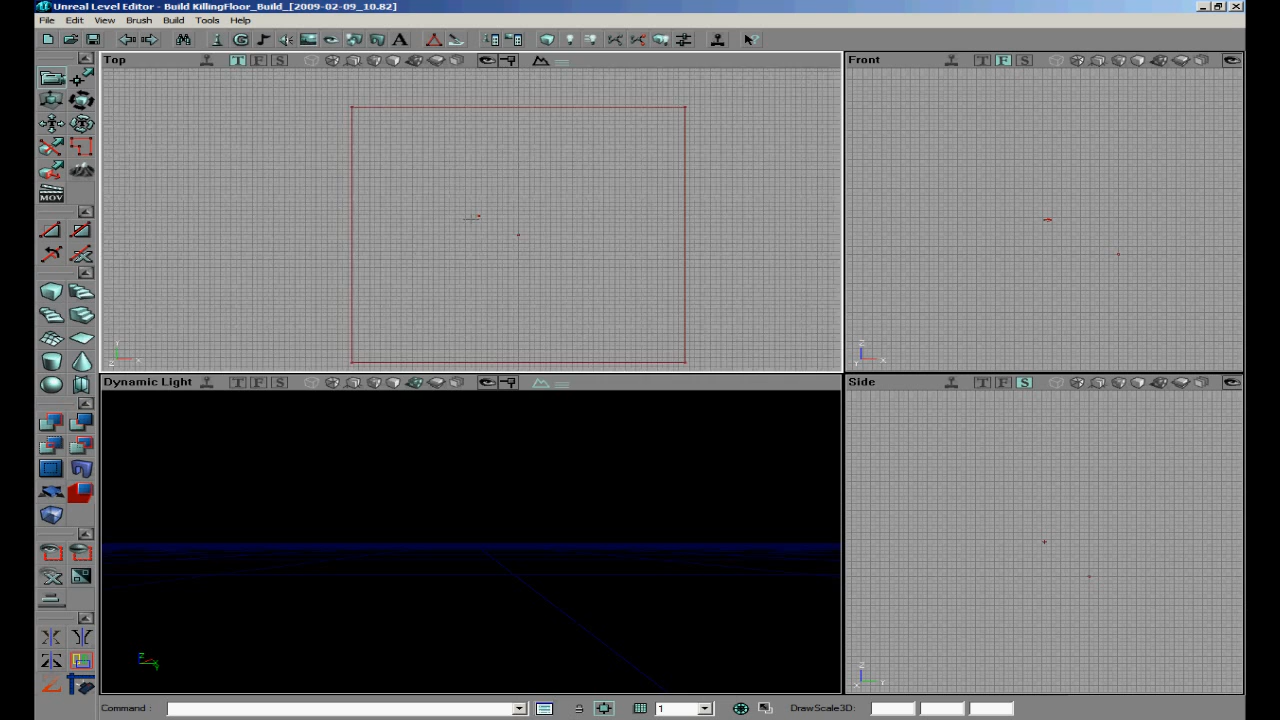 Unreal Level Editor - Build KillingFloor_Build_[2009-02-09_10.82]
File Edit View Brush Build Tools Help
Top T F S
Front T F S
MOV
Y
Z X
Z
Y X
Dynamic Light T F S
Side T F S
Z
Y
Z
X Y
Command : 1 DrawScale3D: